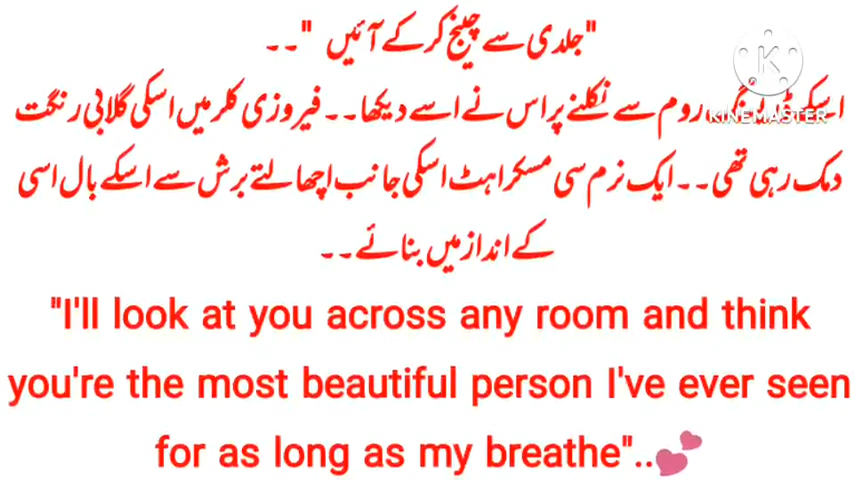 "جلدی سے چینج کر کے آئیں "۔۔
اسکے ڈریسنگ روم سے نکلنے پر اس نے اسے دیکھا۔۔ فیروزی کلر میں اسکی گلابی رنگت
دمک رہی تھی۔۔ ایک نرم سی مسکراہٹ اسکی جانب اچھالتے برش سے اسکے بال اسی
کے انداز میں بنائے۔۔
"I'll look at you across any room and think
you're the most beautiful person I've ever seen
for as long as my breathe"..💕
KINEMASTER